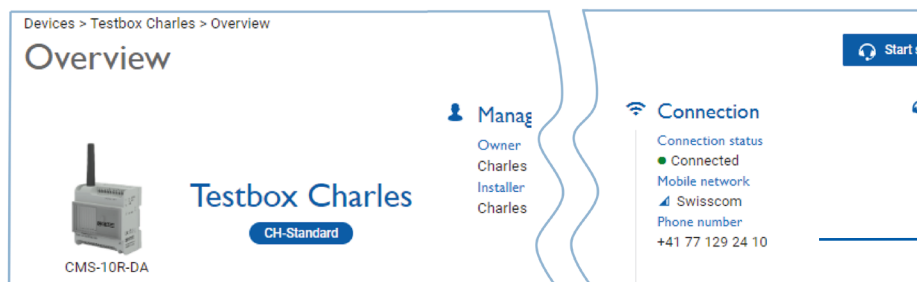 Devices > Testbox Charles > Overview
Overview
Start
Manag
Owner
Charles
Installer
Charles
Testbox Charles
CH-Standard
CMS-10R-DA
Connection
Connection status
Connected
Mobile network
Swisscom
Phone number
+41 77 129 24 10